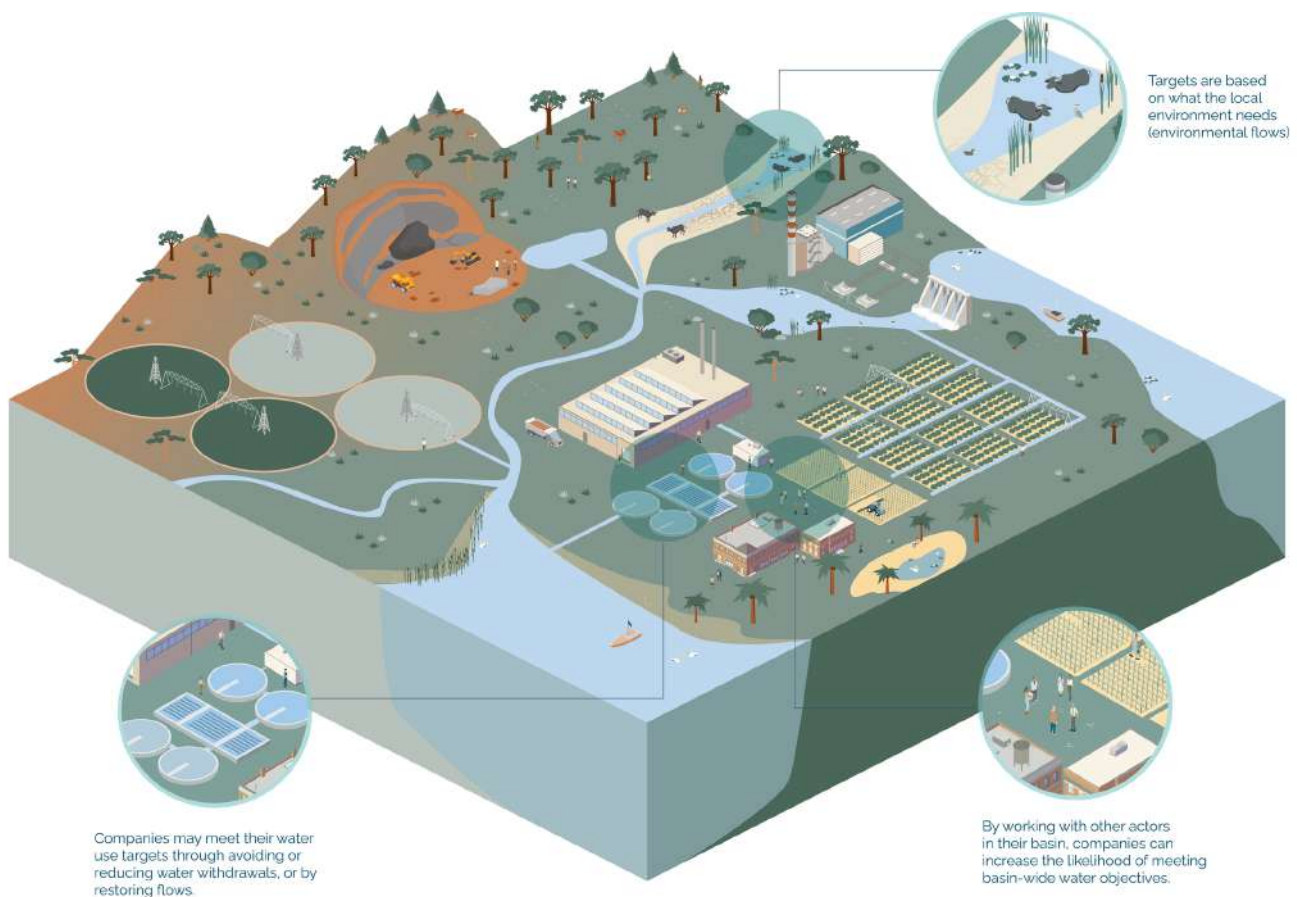 Targets are based
on what the local
environment needs
(environmental flows)
Companies may meet their water
use targets through avoiding or
reducing water withdrawals, or by
restoring flows.
By working with other actors
in their basin, companies can
increase the likelihood of meeting
basin-wide water objectives.